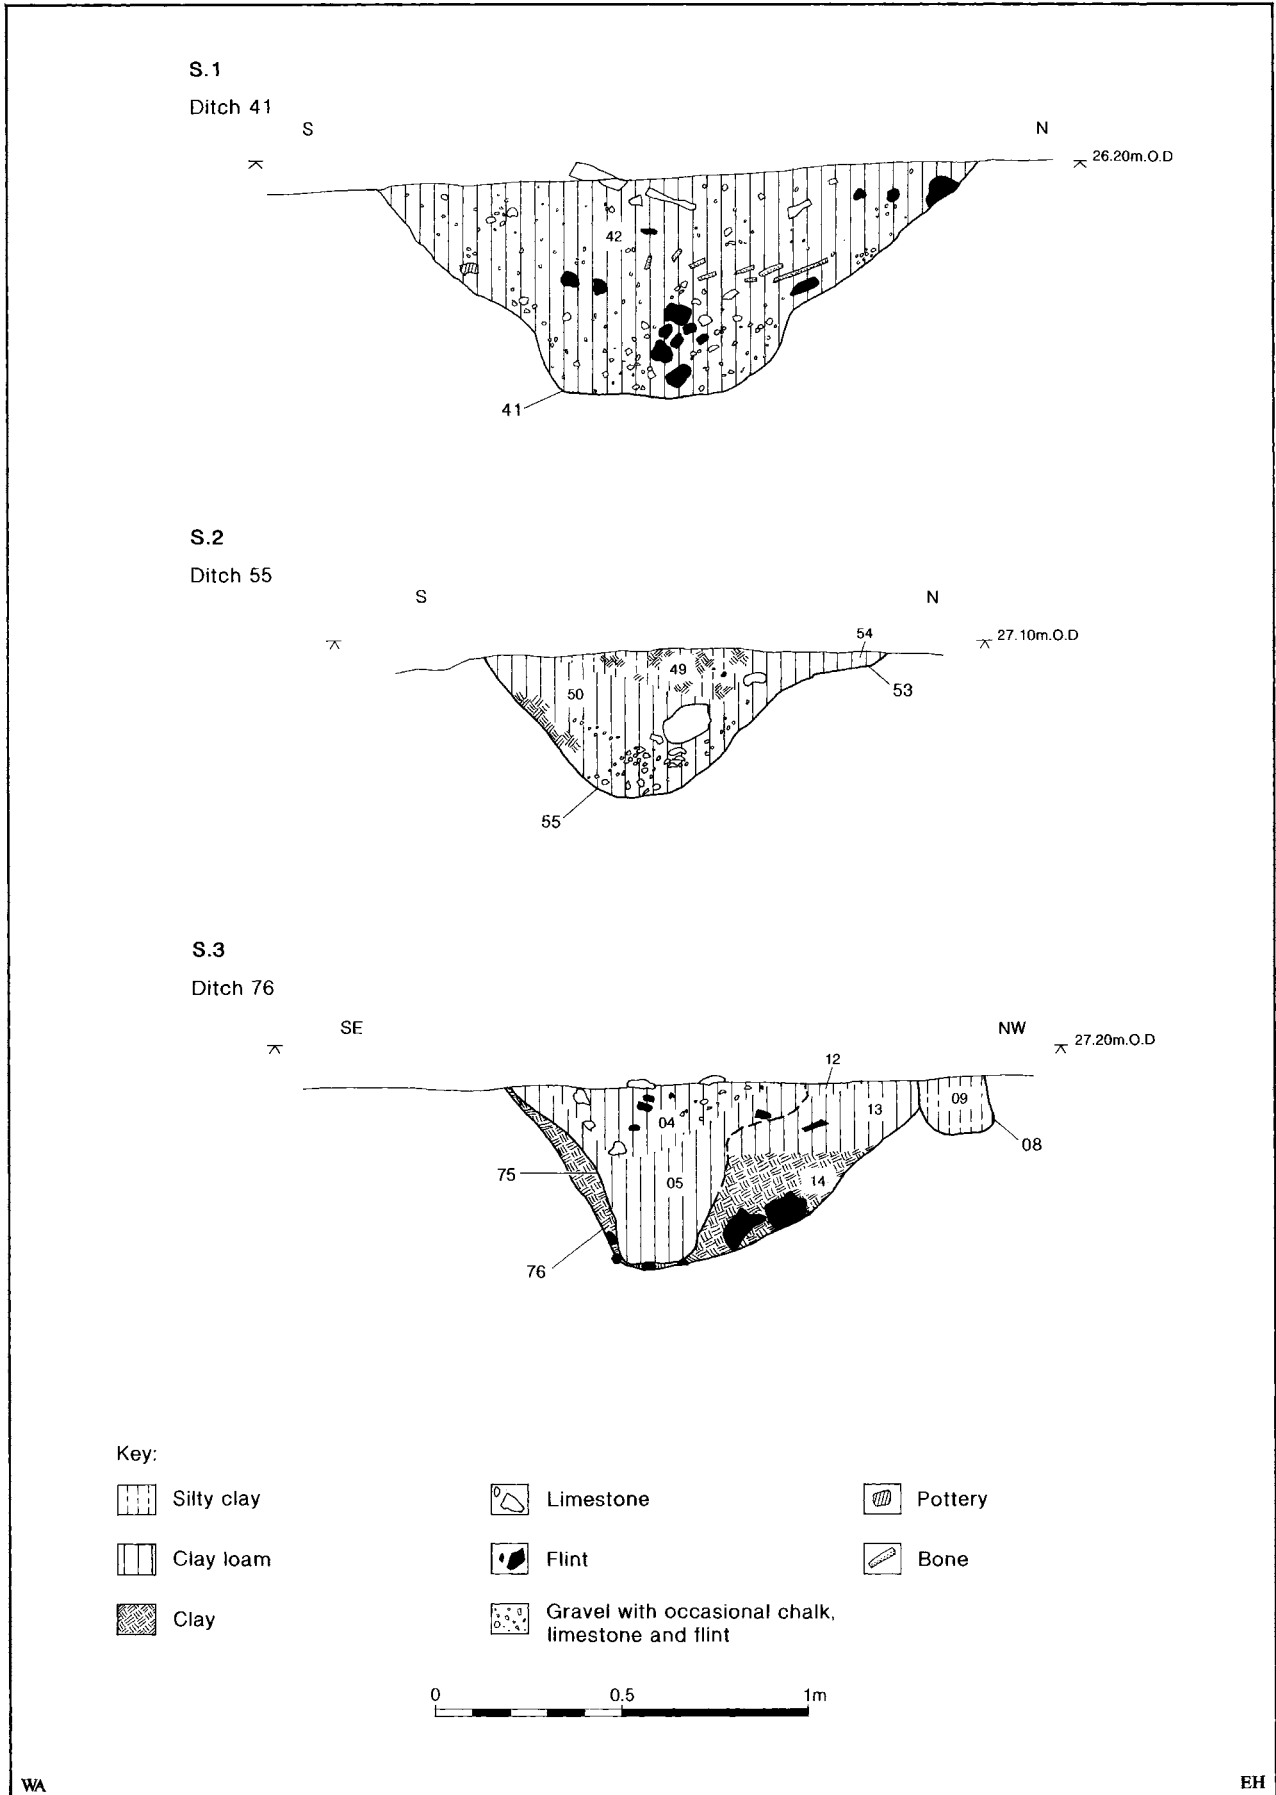 S.1
Ditch 41
S N
26.20m.O.D
42
41
S.2
Ditch 55
S N
27.10m.O.D
54
49
50
53
55
S.3
Ditch 76
SE NW
27.20m.O.D
12
09
13
04
08
75
14
05
76
Key:
Silty clay
Limestone
Pottery
Clay loam
Flint
Bone
Clay
Gravel with occasional chalk,
limestone and flint
0 0.5 1m
WA EH